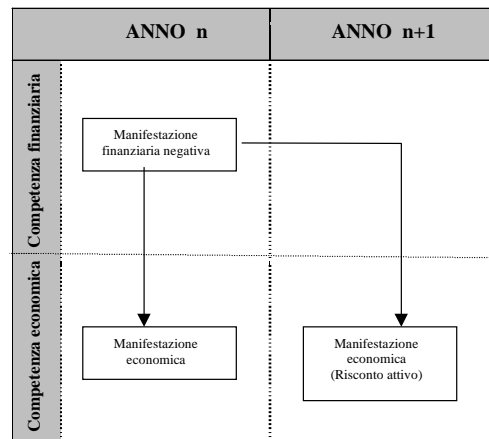 ANNO n
ANNO n+1
Competenza finanziaria
Manifestazione
finanziaria negativa
Competenza economica
Manifestazione
economica
Manifestazione
economica
(Risconto attivo)